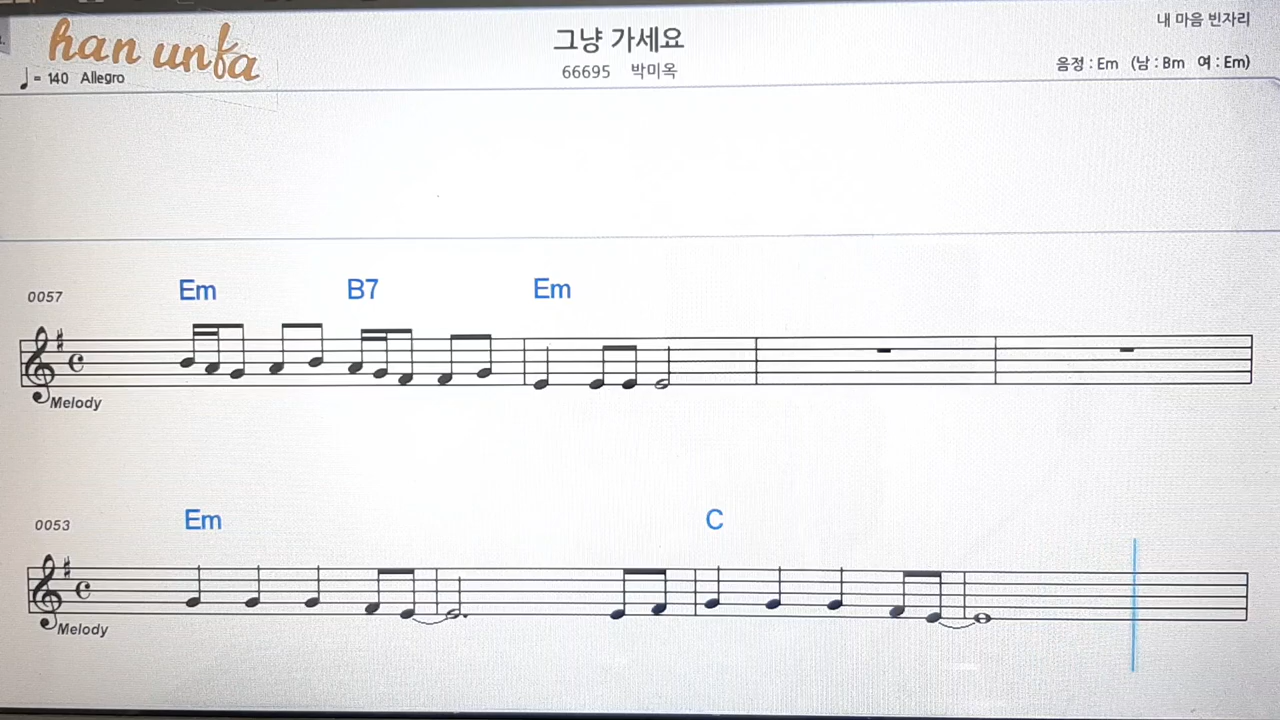 han unfa
♩= 140 Allegro
그냥 가세요
66695 박미옥
내 마음 빈자리
음정 : Em (남 : Bm 여 : Em)
0057
Em B7 Em
Melody
0053
Em C
Melody